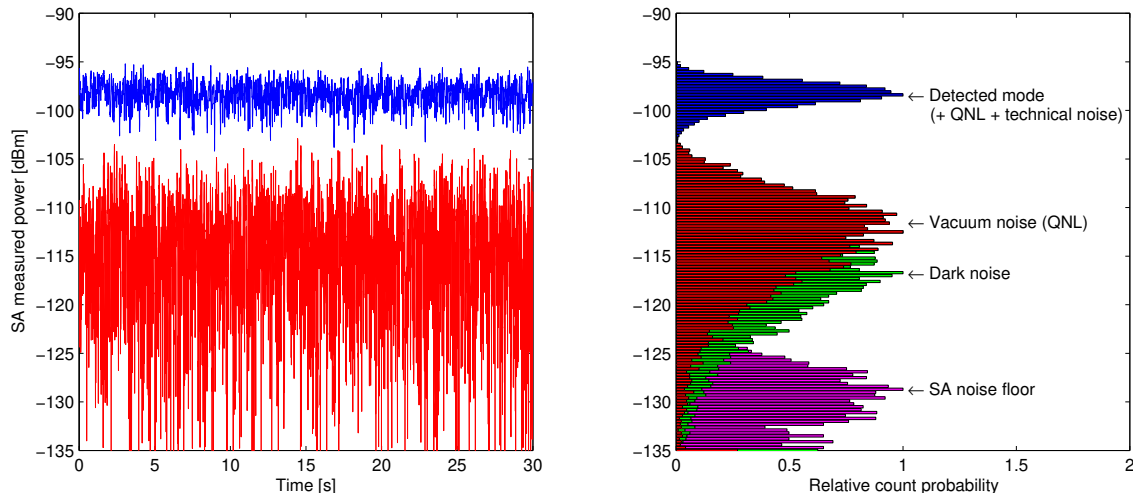 −90
−95
−100
−105
−110
−115
−120
−125
−130
−135
SA measured power [dBm]
0 5 10 15 20 25 30
Time [s]
−90
−95
−100
−105
−110
−115
−120
−125
−130
−135
← Detected mode
(+ QNL + technical noise)
← Vacuum noise (QNL)
← Dark noise
← SA noise floor
0 0.5 1 1.5 2
Relative count probability